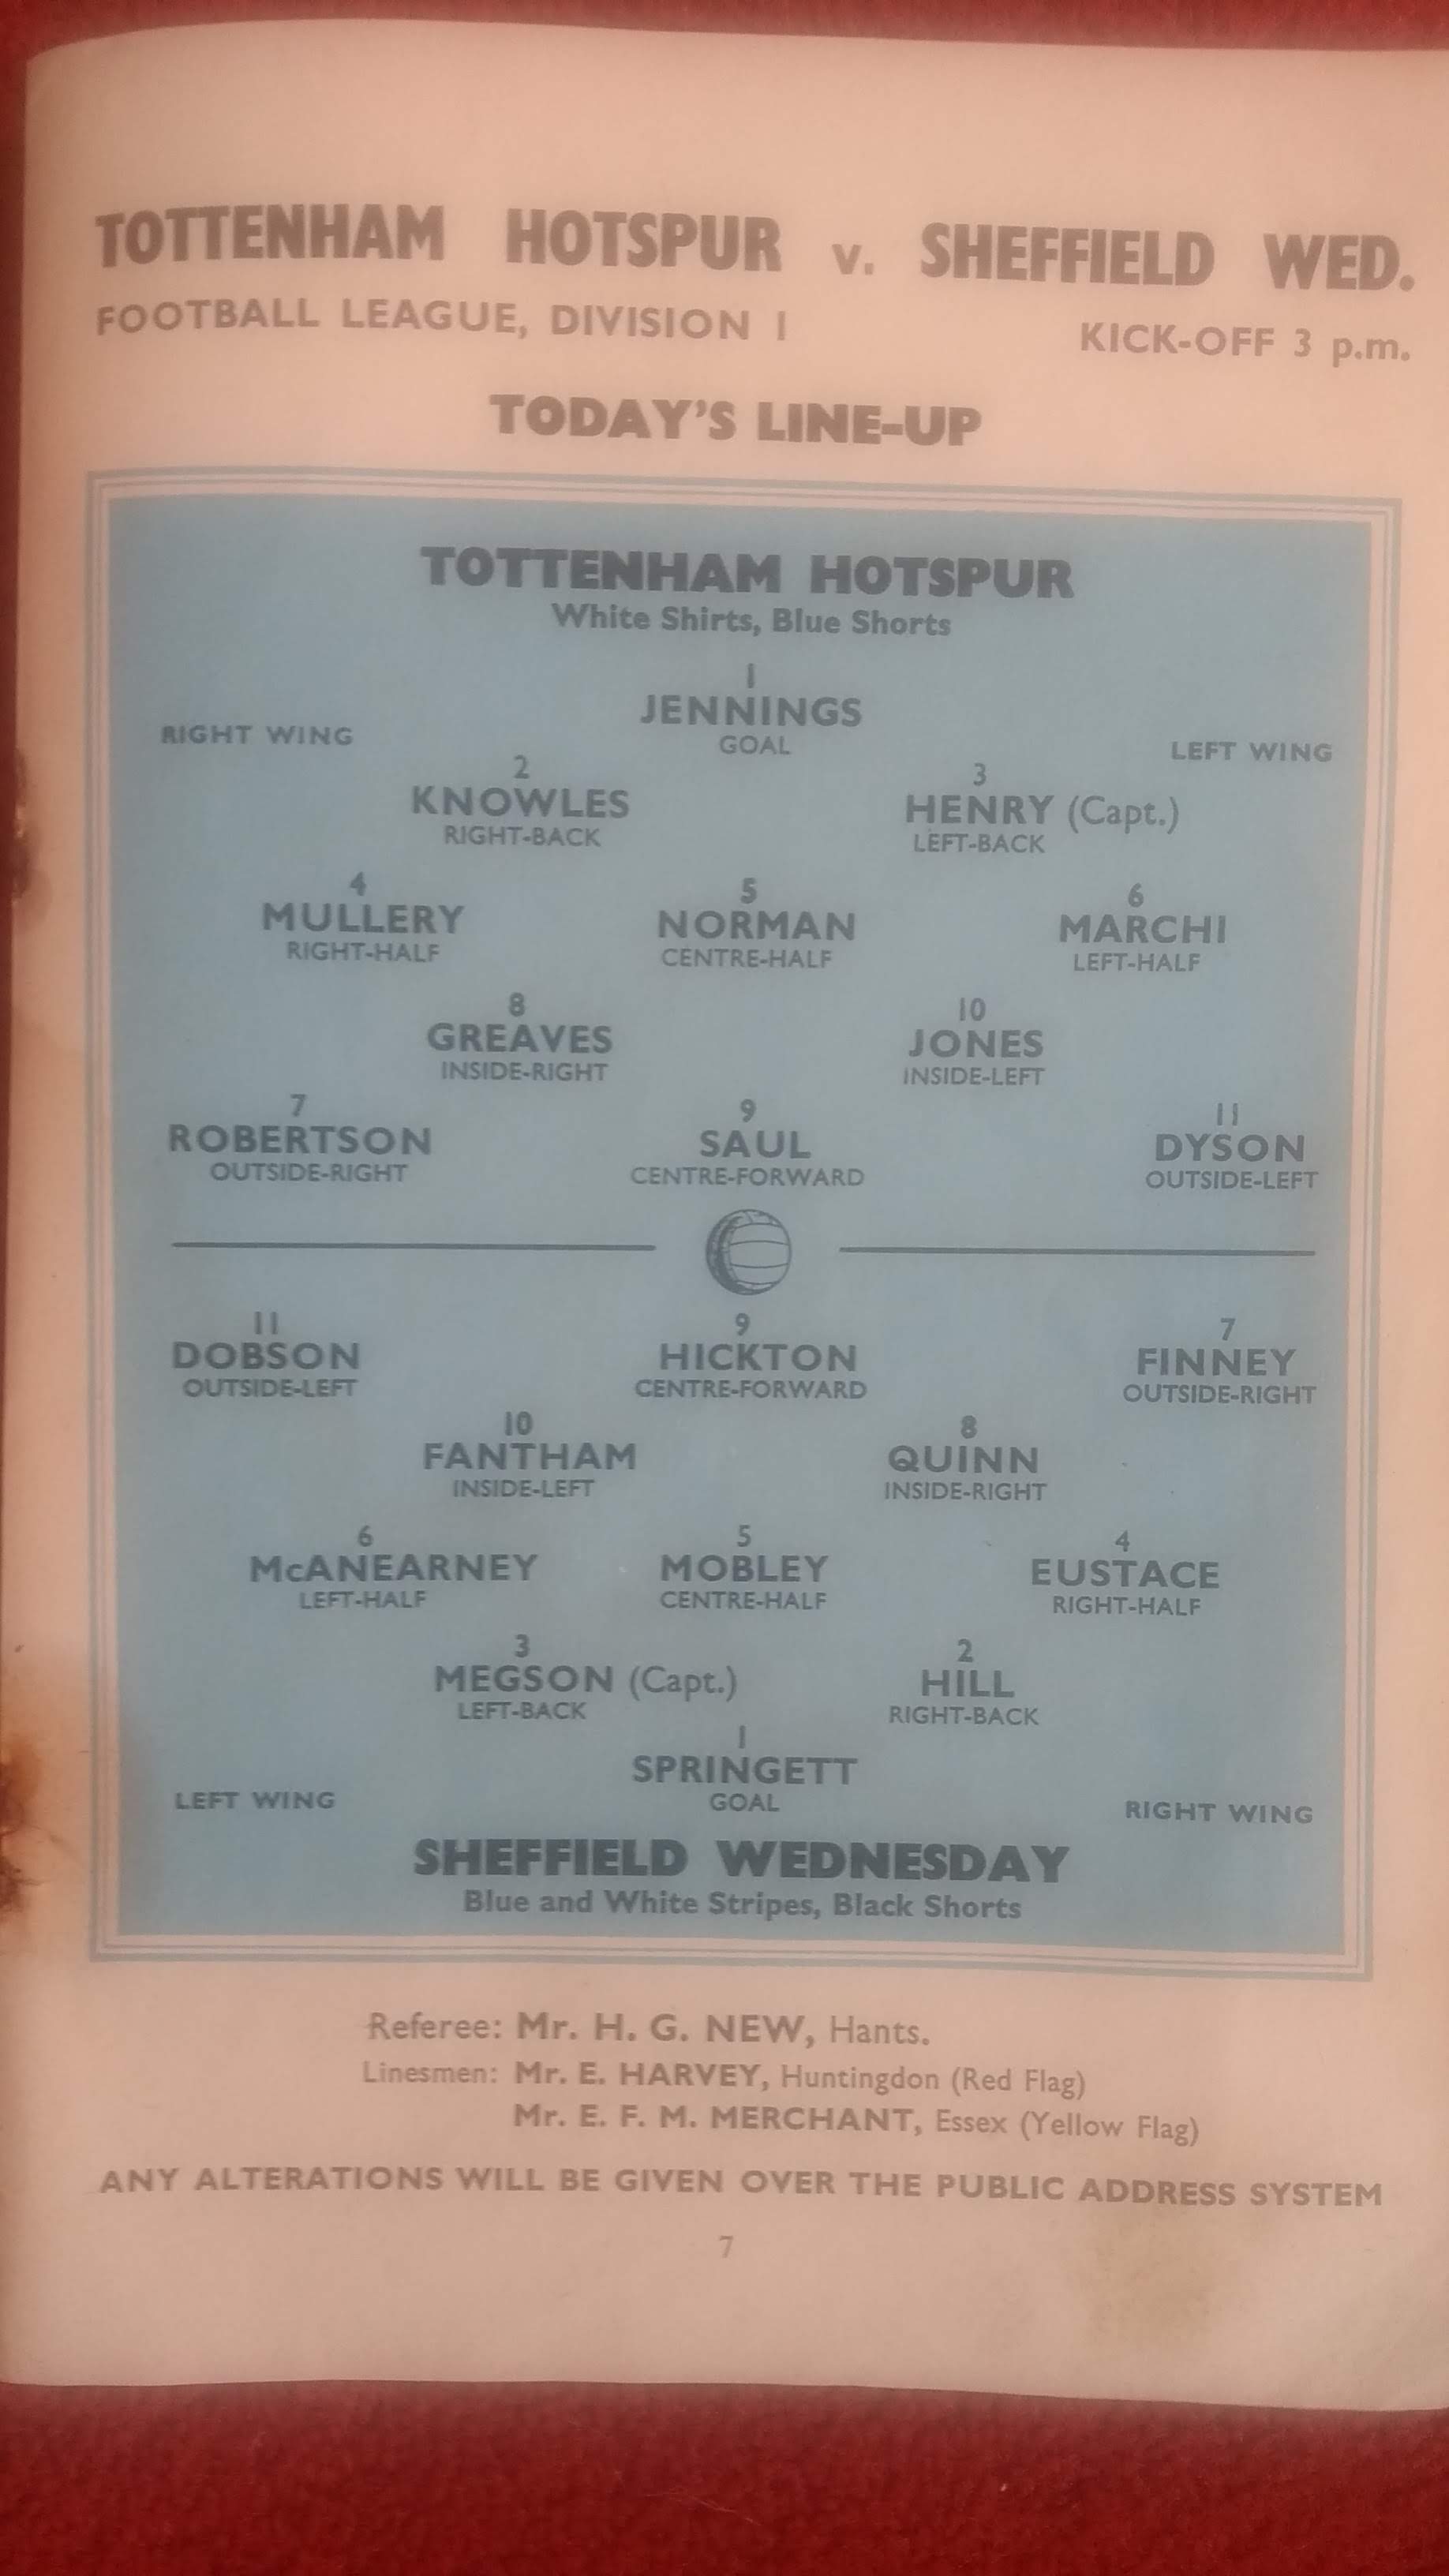 TOTTENHAM HOTSPUR v. SHEFFIELD WED.
FOOTBALL LEAGUE, DIVISION I KICK-OFF 3 p.m.
TODAY'S LINE-UP
TOTTENHAM HOTSPUR
White Shirts, Blue Shorts
1
JENNINGS
GOAL
RIGHT WING LEFT WING
2 3
KNOWLES HENRY (Capt.)
RIGHT-BACK LEFT-BACK
4 5 6
MULLERY NORMAN MARCHI
RIGHT-HALF CENTRE-HALF LEFT-HALF
8 10
GREAVES JONES
INSIDE-RIGHT INSIDE-LEFT
7 9 11
ROBERTSON SAUL DYSON
OUTSIDE-RIGHT CENTRE-FORWARD OUTSIDE-LEFT
11 9 7
DOBSON HICKTON FINNEY
OUTSIDE-LEFT CENTRE-FORWARD OUTSIDE-RIGHT
10 8
FANTHAM QUINN
INSIDE-LEFT INSIDE-RIGHT
6 5 4
McANEARNEY MOBLEY EUSTACE
LEFT-HALF CENTRE-HALF RIGHT-HALF
3 2
MEGSON (Capt.) HILL
LEFT-BACK RIGHT-BACK
1
SPRINGETT
GOAL
LEFT WING RIGHT WING
SHEFFIELD WEDNESDAY
Blue and White Stripes, Black Shorts
Referee: Mr. H. G. NEW, Hants.
Linesmen: Mr. E. HARVEY, Huntingdon (Red Flag)
Mr. E. F. M. MERCHANT, Essex (Yellow Flag)
ANY ALTERATIONS WILL BE GIVEN OVER THE PUBLIC ADDRESS SYSTEM
7